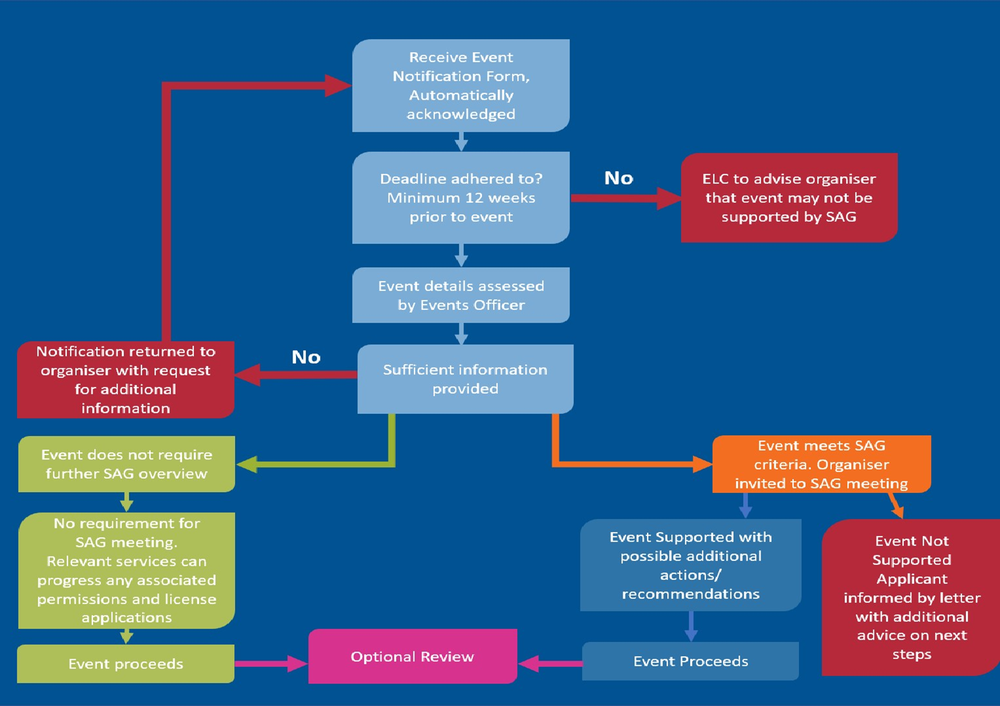 Receive Event
Notification Form,
Automatically
acknowledged
Deadline adhered to?
Minimum 12 weeks
prior to event
No
ELC to advise organiser
that event may not be
supported by SAG
Event details assessed
by Events Officer
Sufficient information
provided
No
Notification returned to
organiser with request
for additional
information
Event does not require
further SAG overview
No requirement for
SAG meeting.
Relevant services can
progress any associated
permissions and license
applications
Event proceeds
Event meets SAG
criteria. Organiser
invited to SAG meeting
Event Supported with
possible additional
actions/
recommendations
Event Proceeds
Event Not
Supported
Applicant
informed by letter
with additional
advice on next
steps
Optional Review